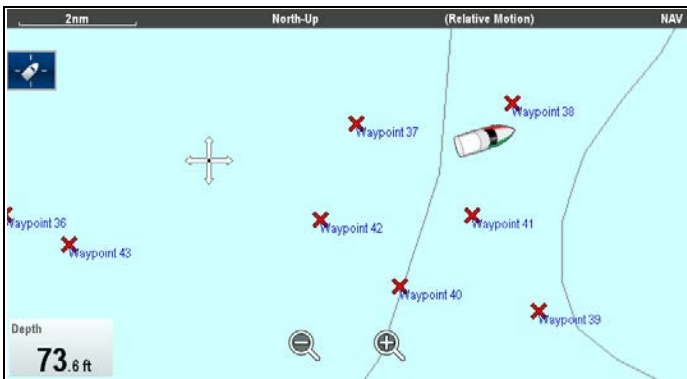 2nm North-Up (Relative Motion) NAV
Waypoint 38
Waypoint 37
Waypoint 36
Waypoint 42
Waypoint 41
Waypoint 43
Waypoint 40
Waypoint 39
Depth
73.6 ft